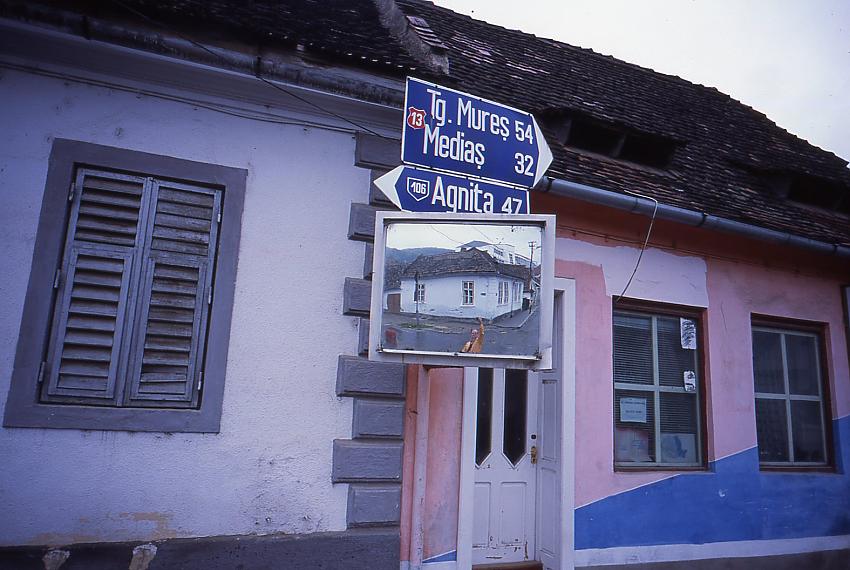 13
Tg. Mureş 54
Mediaş 32
106
Agnita 47